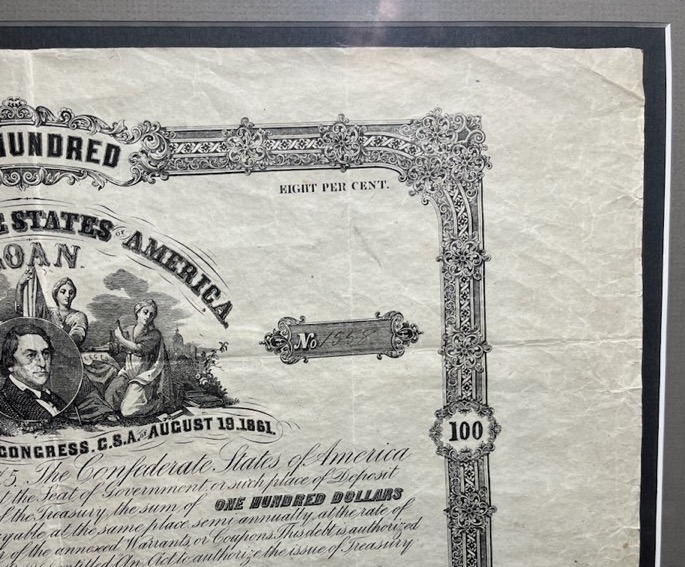 HUNDRED
EIGHT PER CENT.
E STATES OF AMERICA.
LOAN
No 1555
CONGRESS. C.S.A. AUGUST 19. 1861.
100
5. The Confederate States of America
t the Seat of Government, or such place of Deposit
the Treasury, the sum of ONE HUNDRED DOLLARS
yable at the same place semi-annually, at the rate of
of the annexed Warrants, or Coupons. This debt is authorized
entitled An Act to authorize the issue of Treasury